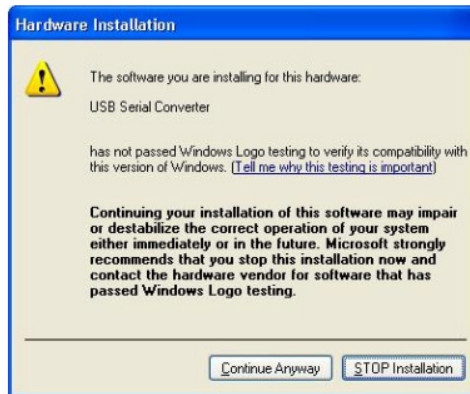 Hardware Installation
The software you are installing for this hardware:
USB Serial Converter
has not passed Windows Logo testing to verify its compatibility with
this version of Windows. (Tell me why this testing is important)
Continuing your installation of this software may impair
or destabilize the correct operation of your system
either immediately or in the future. Microsoft strongly
recommends that you stop this installation now and
contact the hardware vendor for software that has
passed Windows Logo testing.
Continue Anyway
STOP Installation